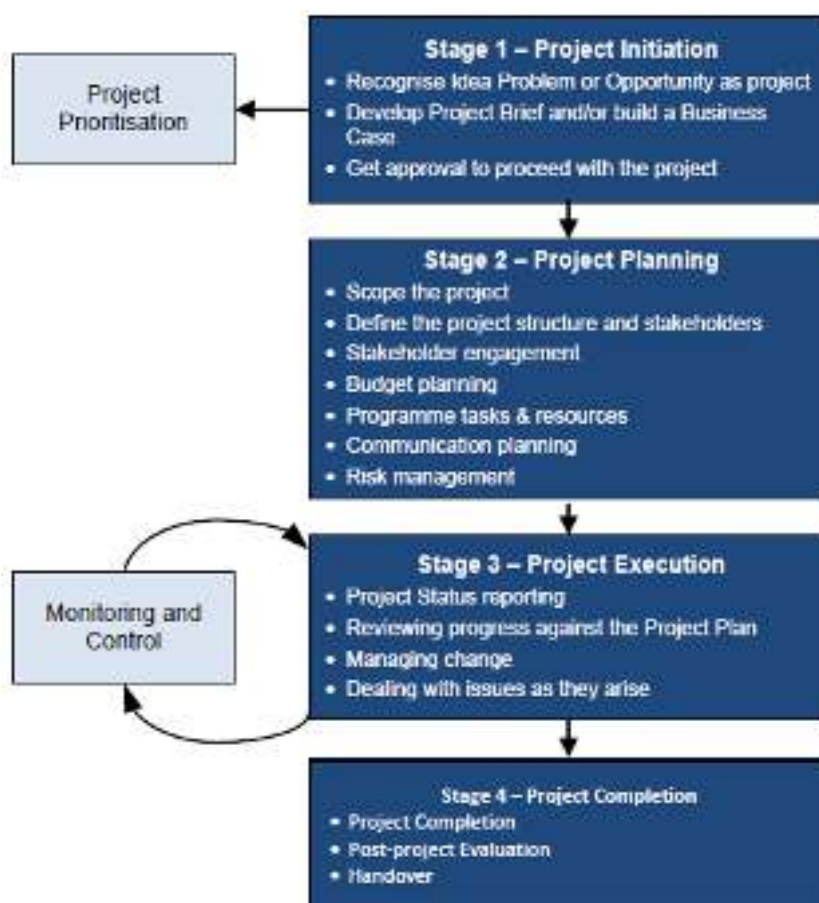 Project
Prioritisation
Stage 1 – Project Initiation
• Recognise Idea Problem or Opportunity as project
• Develop Project Brief and/or build a Business
Case
• Get approval to proceed with the project
Stage 2 – Project Planning
• Scope the project
• Define the project structure and stakeholders
• Stakeholder engagement
• Budget planning
• Programme tasks & resources
• Communication planning
• Risk management
Monitoring and
Control
Stage 3 – Project Execution
• Project Status reporting
• Reviewing progress against the Project Plan
• Managing change
• Dealing with issues as they arise
Stage 4 – Project Completion
• Project Completion
• Post-project Evaluation
• Handover